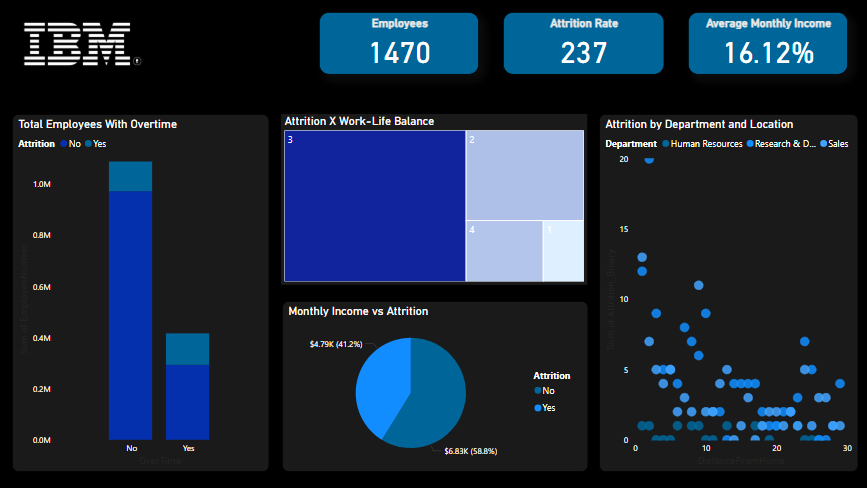 IBM
Employees
1470
Attrition Rate
237
Average Monthly Income
16.12%
Total Employees With Overtime
Attrition No Yes
1.0M
0.8M
0.6M
0.4M
0.2M
0.0M
No Yes
OverTime
Attrition X Work-Life Balance
3
2
4
1
Monthly Income vs Attrition
$4.79K (41.2%)
$6.83K (58.8%)
Attrition
No
Yes
Attrition by Department and Location
Department Human Resources Research & D... Sales
20
15
10
5
0
0 10 20 30
DistanceFromHome